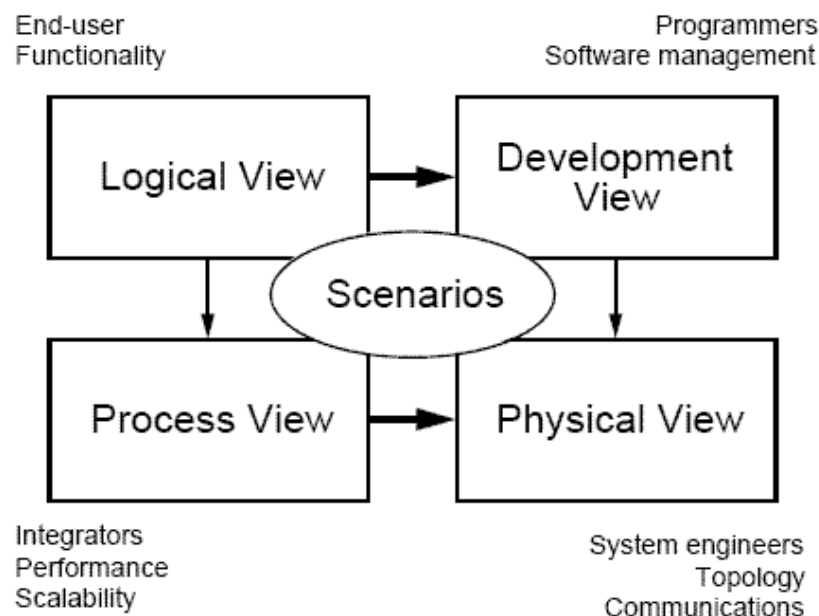 End-user
Functionality
Programmers
Software management
Logical View
Development
View
Scenarios
Process View
Physical View
Integrators
Performance
Scalability
System engineers
Topology
Communications